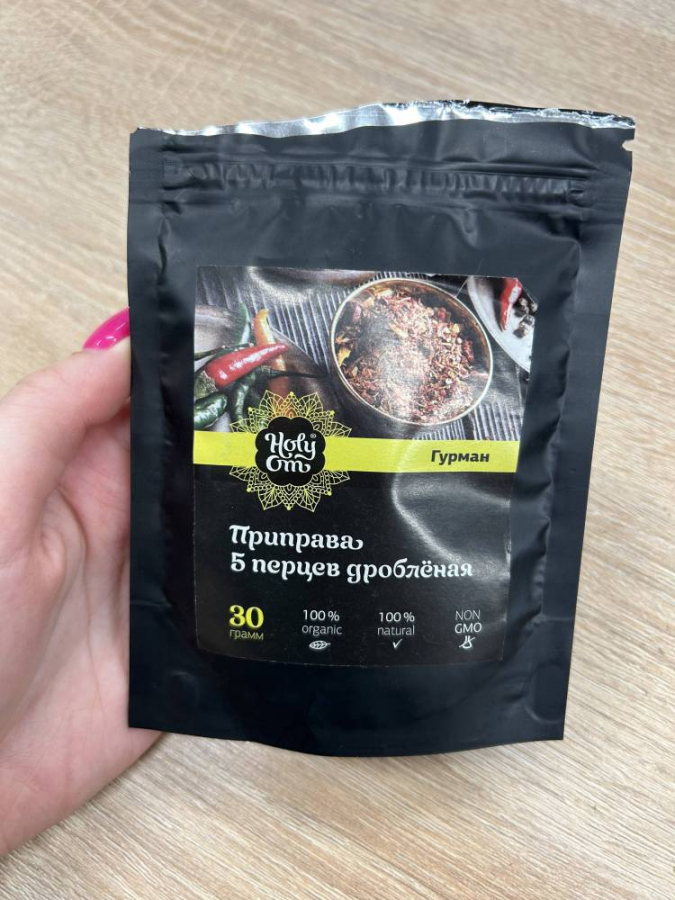 Holy®
Om
Гурман
Приправа
5 перцев дроблёная
30
грамм
100%
organic
100%
natural
NON
GMO